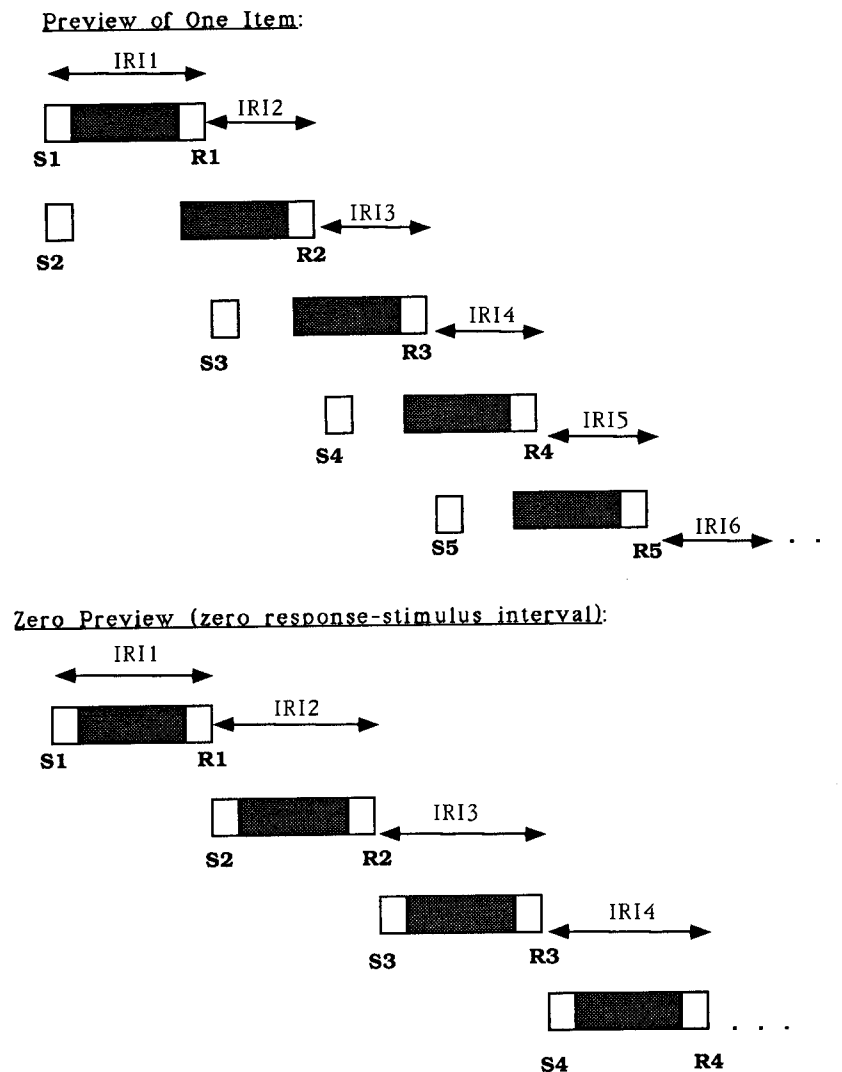 Preview of One Item:
IRI1
IRI2
S1 R1
IRI3
S2 R2
IRI4
S3 R3
IRI5
S4 R4
IRI6 . .
S5 R5
Zero Preview (zero response-stimulus interval):
IRI1
IRI2
S1 R1
IRI3
S2 R2
IRI4
S3 R3
. . .
S4 R4